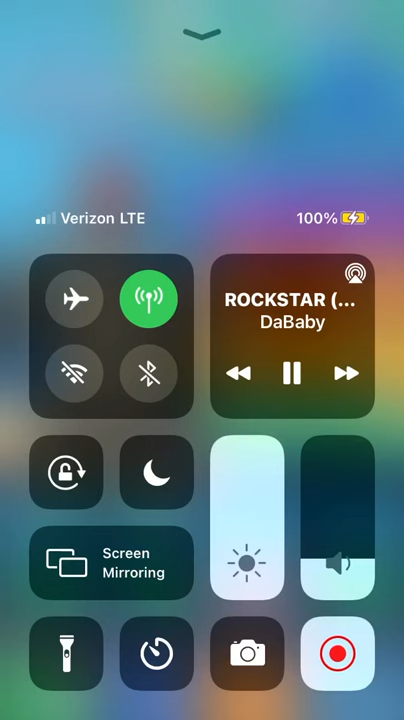 Verizon LTE
100%
ROCKSTAR (...
DaBaby
Screen
Mirroring